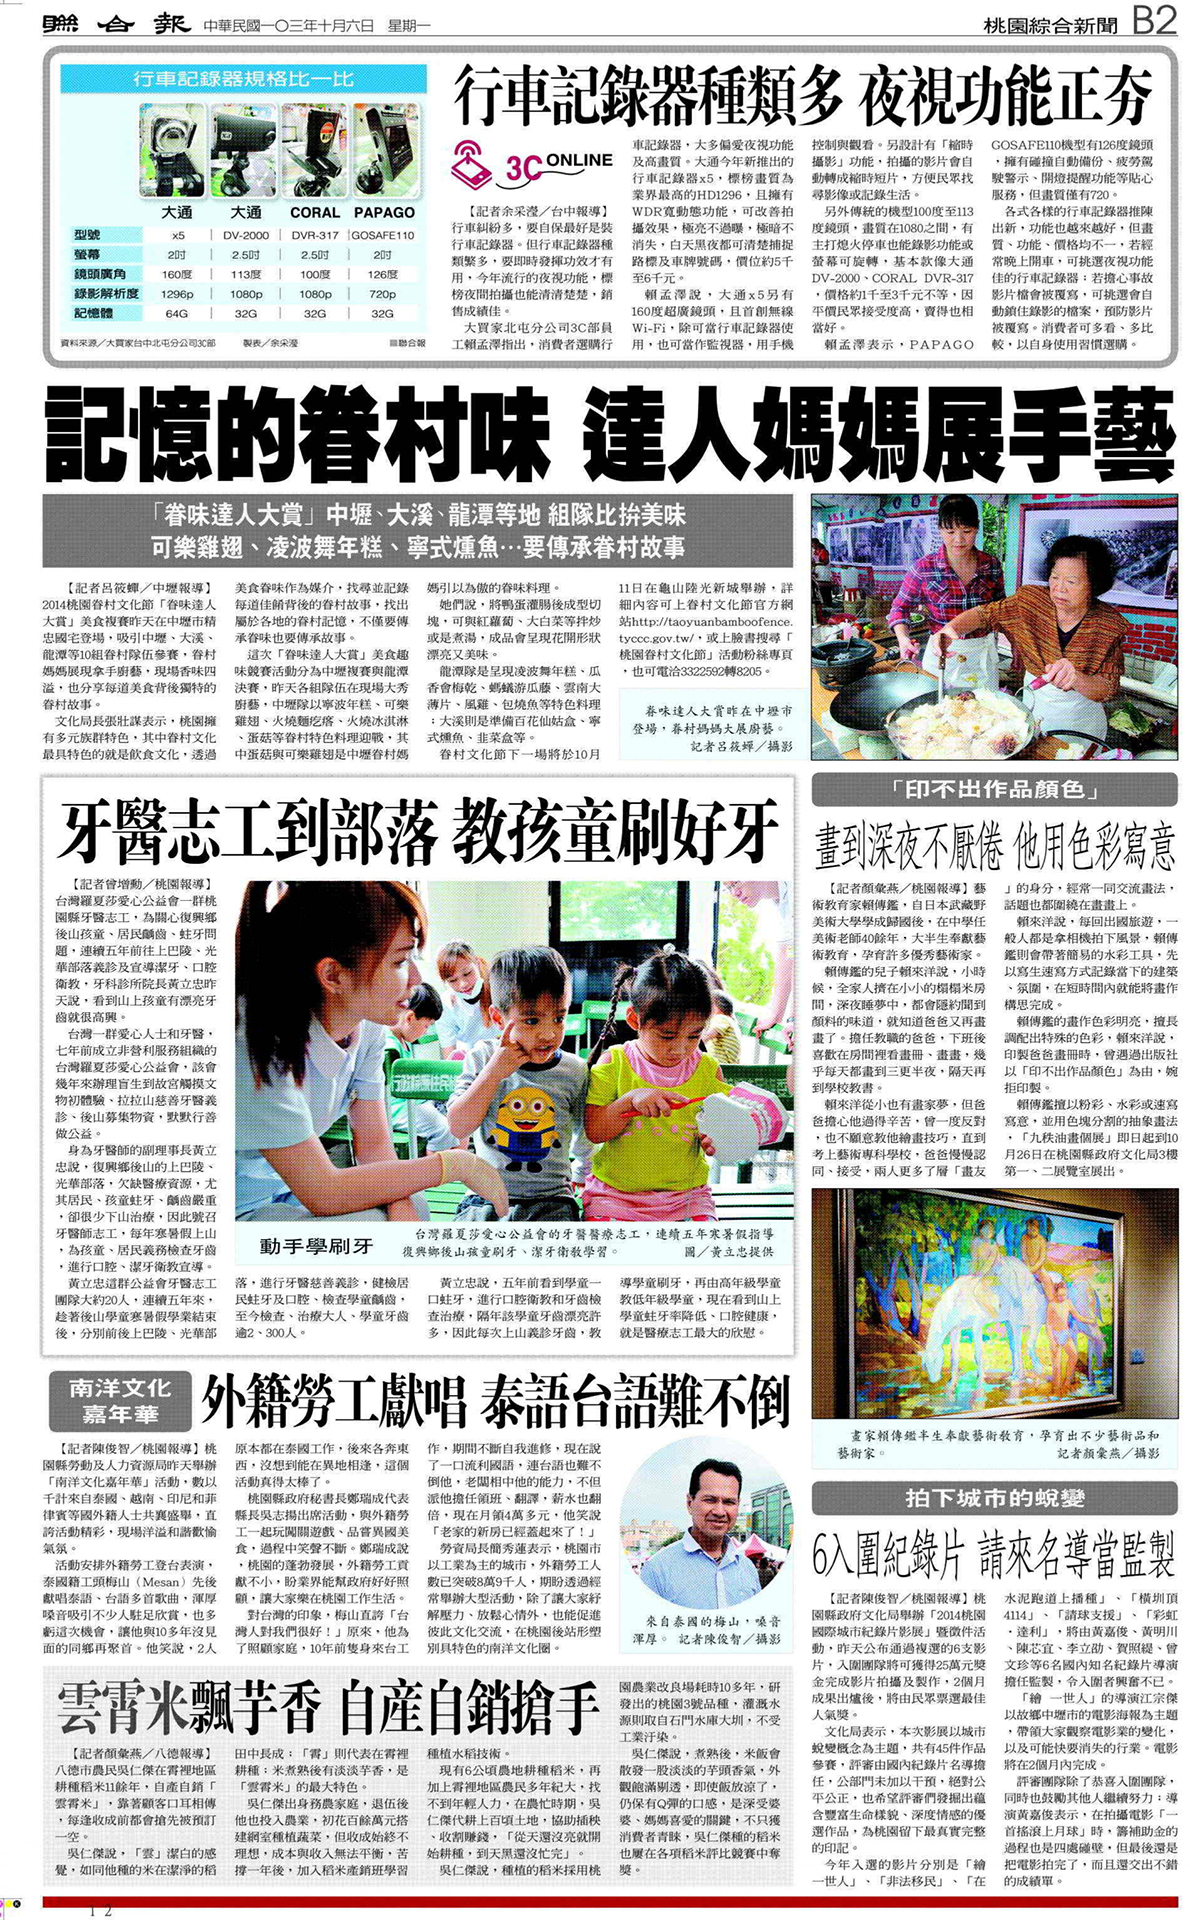 聯合報
中華民國一〇三年十月六日 星期一
桃園綜合新聞 B2
行車記錄器規格比一比
大通 大通 CORAL PAPAGO
型號 x5 DV-2000 DVR-317 GOSAFE110
螢幕 2吋 2.5吋 2.5吋 2吋
鏡頭廣角 160度 113度 100度 126度
錄影解析度 1296p 1080p 1080p 720p
記憶體 64G 32G 32G 32G
資料來源／大買家台中北屯分公司3C部 製表／余采瀅 ▤聯合報
行車記錄器種類多 夜視功能正夯
3C ONLINE
【記者余采瀅／台中報導】
行車糾紛多，要自保最好是裝
行車記錄器。但行車記錄器種
類繁多，要即時發揮功效才有
用，今年流行的夜視功能，標
榜夜間拍攝也能清清楚楚，銷
售成績佳。
大買家北屯分公司3C部員
工賴孟澤指出，消費者選購行
車記錄器，大多偏愛夜視功能
及高畫質。大通今年新推出的
行車記錄器x5，標榜畫質為
業界最高的HD1296，且擁有
WDR寬動態功能，可改善拍
攝效果，極亮不過曝，極暗不
消失，白天黑夜都可清楚捕捉
路標及車牌號碼，價位約5千
至6千元。
賴孟澤說，大通x5另有
160度超廣鏡頭，且首創無線
Wi-Fi，除可當行車記錄器使
用，也可當作監視器，用手機
控制與觀看。另設計有「縮時
攝影」功能，拍攝的影片會自
動轉成縮時短片，方便民眾找
尋影像或記錄生活。
另外傳統的機型100度至113
度鏡頭，畫質在1080之間，有
主打熄火停車也能錄影功能或
螢幕可旋轉，基本款像大通
DV-2000、CORAL DVR-317
，價格約1千至3千元不等，因
平價民眾接受度高，賣得也相
當好。
賴孟澤表示，PAPAGO
GOSAFE110機型有126度鏡頭
，擁有碰撞自動備份、疲勞駕
駛警示、開燈提醒功能等貼心
服務，但畫質僅有720。
各式各樣的行車記錄器推陳
出新，功能也越來越好，但畫
質、功能、價格均不一，若經
常晚上開車，可挑選夜視功能
佳的行車記錄器；若擔心事故
影片檔會被覆寫，可挑選會自
動鎖住錄影的檔案，預防影片
被覆寫。消費者可多看、多比
較，以自身使用習慣選購。
記憶的眷村味 達人媽媽展手藝
「眷味達人大賞」中壢、大溪、龍潭等地 組隊比拚美味
可樂雞翅、凌波舞年糕、寧式燻魚…要傳承眷村故事
【記者呂筱蟬／中壢報導】
2014桃園眷村文化節「眷味達人
大賞」美食複賽昨天在中壢市精
忠國宅登場，吸引中壢、大溪、
龍潭等10組眷村隊伍參賽，眷村
媽媽展現拿手廚藝，現場香味四
溢，也分享每道美食背後獨特的
眷村故事。
文化局長張壯謀表示，桃園擁
有多元族群特色，其中眷村文化
最具特色的就是飲食文化，透過
美食眷味作為媒介，找尋並記錄
每道佳餚背後的眷村故事，找出
屬於各地的眷村記憶，不僅要傳
承眷味也要傳承故事。
這次「眷味達人大賞」美食趣
味競賽活動分為中壢複賽與龍潭
決賽，昨天各組隊伍在現場大秀
廚藝，中壢隊以寧波年糕、可樂
雞翅、火燒麵疙瘩、火燒冰淇淋
、蛋菇等眷村特色料理迎戰，其
中蛋菇與可樂雞翅是中壢眷村媽
媽引以為傲的眷味料理。
她們說，將鴨蛋灌腸後成型切
塊，可與紅蘿蔔、大白菜等拌炒
或是煮湯，成品會呈現花開形狀
漂亮又美味。
龍潭隊是呈現凌波舞年糕、瓜
香會梅乾、螞蟻游瓜藤、雲南大
薄片、風雞、包燒魚等特色料理
；大溪則是準備百花仙姑盒、寧
式燻魚、韭菜盒等。
眷村文化節下一場將於10月
11日在龜山陸光新城舉辦，詳
細內容可上眷村文化節官方網
站http://taoyuanbamboofence.
tyccc.gov.tw/，或上臉書搜尋「
桃園眷村文化節」活動粉絲專頁
，也可電洽3322592轉8205。
眷味達人大賞昨在中壢市
登場，眷村媽媽大展廚藝。
記者呂筱蟬／攝影
牙醫志工到部落 教孩童刷好牙
【記者曾增勳／桃園報導】
台灣羅夏莎愛心公益會一群桃
園縣牙醫志工，為關心復興鄉
後山孩童、居民齲齒、蛀牙問
題，連續五年前往上巴陵、光
華部落義診及宣導潔牙、口腔
衛教，牙科診所院長黃立忠昨
天說，看到山上孩童有漂亮牙
齒就很高興。
台灣一群愛心人士和牙醫，
七年前成立非營利服務組織的
台灣羅夏莎愛心公益會，該會
幾年來辦理盲生到故宮觸摸文
物初體驗、拉拉山慈善牙醫義
診、後山募集物資，默默行善
做公益。
身為牙醫師的副理事長黃立
忠說，復興鄉後山的上巴陵、
光華部落，欠缺醫療資源，尤
其居民、孩童蛀牙、齲齒嚴重
，卻很少下山治療，因此號召
牙醫師志工，每年寒暑假上山
，為孩童、居民義務檢查牙齒
，進行口腔、潔牙衛教宣導。
黃立忠這群公益會牙醫志工
團隊大約20人，連續五年來，
趁著後山學童寒暑假學業結束
後，分別前後上巴陵、光華部
動手學刷牙
台灣羅夏莎愛心公益會的牙醫醫療志工，連續五年寒暑假指導
復興鄉後山孩童刷牙、潔牙衛教學習。 圖／黃立忠提供
落，進行牙醫慈善義診，健檢居
民蛀牙及口腔、檢查學童齲齒，
至今檢查、治療大人、學童牙齒
逾2、300人。
黃立忠說，五年前看到學童一
口蛀牙，進行口腔衛教和牙齒檢
查治療，隔年該學童牙齒漂亮許
多，因此每次上山義診牙齒，教
導學童刷牙，再由高年級學童
教低年級學童，現在看到山上
學童蛀牙率降低、口腔健康，
就是醫療志工最大的欣慰。
「印不出作品顏色」
畫到深夜不厭倦 他用色彩寫意
【記者顏彙燕／桃園報導】藝
術教育家賴傳鑑，自日本武藏野
美術大學學成歸國後，在中學任
美術老師40餘年，大半生奉獻藝
術教育，孕育許多優秀藝術家。
賴傳鑑的兒子賴來洋說，小時
候，全家人擠在小小的榻榻米房
間，深夜睡夢中，都會隱約聞到
顏料的味道，就知道爸爸又再畫
畫了。擔任教職的爸爸，下班後
喜歡在房間裡看畫冊、畫畫，幾
乎每天都畫到三更半夜，隔天再
到學校教書。
賴來洋從小也有畫家夢，但爸
爸擔心他過得辛苦，曾一度反對
，也不願意教他繪畫技巧，直到
考上藝術專科學校，爸爸慢慢認
同、接受，兩人更多了層「畫友
」的身分，經常一同交流畫法，
話題也都圍繞在畫畫上。
賴來洋說，每回出國旅遊，一
般人都是拿相機拍下風景，賴傳
鑑則會帶著簡易的水彩工具，先
以寫生速寫方式記錄當下的建築
、氛圍，在短時間內就能將畫作
構思完成。
賴傳鑑的畫作色彩明亮，擅長
調配出特殊的色彩，賴來洋說，
印製爸爸畫冊時，曾遇過出版社
以「印不出作品顏色」為由，婉
拒印製。
賴傳鑑擅以粉彩、水彩或速寫
寫意，並用色塊分割的抽象畫法
，「九秩油畫個展」即日起到10
月26日在桃園縣政府文化局3樓
第一、二展覽室展出。
畫家賴傳鑑半生奉獻藝術教育，孕育出不少藝術品和
藝術家。 記者顏彙燕／攝影
南洋文化
嘉年華
外籍勞工獻唱 泰語台語難不倒
【記者陳俊智／桃園報導】桃
園縣勞動及人力資源局昨天舉辦
「南洋文化嘉年華」活動，數以
千計來自泰國、越南、印尼和菲
律賓等國外籍人士共襄盛舉，直
誇活動精彩，現場洋溢和諧歡愉
氣氛。
活動安排外籍勞工登台表演，
泰國籍工頭梅山（Mesan）先後
獻唱泰語、台語多首歌曲，渾厚
嗓音吸引不少人駐足欣賞，也多
虧這次機會，讓他與10多年沒見
面的同鄉再聚首。他笑說，2人
原本都在泰國工作，後來各奔東
西，沒想到能在異地相逢，這個
活動真得太棒了。
桃園縣政府秘書長鄭瑞成代表
縣長吳志揚出席活動，與外籍勞
工一起玩闖關遊戲、品嘗異國美
食，過程中笑聲不斷。鄭瑞成說
，桃園的蓬勃發展，外籍勞工貢
獻不小，盼業界能幫政府好好照
顧，讓大家樂在桃園工作生活。
對台灣的印象，梅山直誇「台
灣人對我們很好！」原來，他為
了照顧家庭，10年前隻身來台工
作，期間不斷自我進修，現在說
了一口流利國語，連台語也難不
倒他，老闆相中他的能力，不但
派他擔任領班、翻譯，薪水也翻
倍，現在月領4萬多元，他笑說
「老家的新房已經蓋起來了！」
勞資局長簡秀蓮表示，桃園市
以工業為主的城市，外籍勞工人
數已突破8萬9千人，期盼透過經
常舉辦大型活動，除了讓大家紓
解壓力、放鬆心情外，也能促進
彼此文化交流，在桃園後站形塑
別具特色的南洋文化圈。
來自泰國的梅山，嗓音
渾厚。 記者陳俊智／攝影
拍下城市的蛻變
6入圍紀錄片 請來名導當監製
【記者陳俊智／桃園報導】桃
園縣政府文化局舉辦「2014桃園
國際城市紀錄片影展」暨徵件活
動，昨天公布通過複選的6支影
片，入圍團隊將可獲得25萬元獎
金完成影片拍攝及製作，2個月
成果出爐後，將由民眾票選最佳
人氣獎。
文化局表示，本次影展以城市
蛻變概念為主題，共有45件作品
參賽，評審由國內紀錄片名導擔
任，公部門未加以干預，絕對公
平公正，也希望評審們發掘出蘊
含豐富生命樣貌、深度情感的優
選作品，為桃園留下最真實完整
的印記。
今年入選的影片分別是「繪
一世人」、「非法移民」、「在
水泥跑道上播種」、「橫圳頂
4114」、「請球支援」、「彩虹
‧達利」，將由黃嘉俊、黃明川
、陳芯宜、李立劭、賀照緹、曾
文珍等6名國內知名紀錄片導演
擔任監製，令入圍者興奮不已。
「繪 一世人」的導演江宗傑
以故鄉中壢市的電影海報為主題
，帶領大家觀察電影業的變化，
以及可能快要消失的行業。電影
將在2個月內完成。
評審團隊除了恭喜入圍團隊，
同時也鼓勵其他人繼續努力；導
演黃嘉俊表示，在拍攝電影「一
首搖滾上月球」時，籌補助金的
過程也是四處碰壁，但最後還是
把電影拍完了，而且還交出不錯
的成績單。
雲霄米飄芋香 自產自銷搶手
【記者顏彙燕／八德報導】
八德市農民吳仁傑在霄裡地區
耕種稻米11餘年，自產自銷「
雲霄米」，靠著顧客口耳相傳
，每逢收成前都會搶先被預訂
一空。
吳仁傑說，「雲」潔白的感
覺，如同他種的米在潔淨的稻
田中長成；「霄」則代表在霄裡
耕種；米煮熟後有淡淡芋香，是
「雲霄米」的最大特色。
吳仁傑出身務農家庭，退伍後
他也投入農業，初花百餘萬元搭
建網室種植蔬菜，但收成始終不
理想，成本與收入無法平衡，苦
撐一年後，加入稻米產銷班學習
種植水稻技術。
現有6公頃農地耕種稻米，再
加上霄裡地區農民多年紀大，找
不到年輕人力，在農忙時期，吳
仁傑代耕上百頃土地，協助插秧
、收割賺錢，「從天還沒亮就開
始耕種，到天黑還沒忙完」。
吳仁傑說，種植的稻米採用桃
園農業改良場耗時10多年，研
發出的桃園3號品種，灌溉水
源則取自石門水庫大圳，不受
工業汙染。
吳仁傑說，煮熟後，米飯會
散發一股淡淡的芋頭香氣，外
觀飽滿剔透，即使飯放涼了，
仍保有Q彈的口感，是深受婆
婆、媽媽喜愛的關鍵，不只獲
消費者青睞，吳仁傑種的稻米
也屢在各項稻米評比競賽中奪
獎。
12